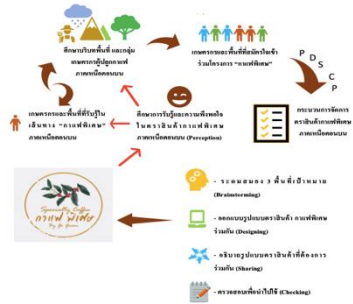 ศึกษาบริบทพื้นที่ และกลุ่ม
เกษตรกรผู้ปลูกกาแฟ
ภาคเหนือตอนบน
เกษตรกรและพื้นที่ที่สมัครใจเข้า
ร่วมโครงการ “กาแฟพิเศษ”
P
D
S
C
P
กระบวนการจัดการ
ตราสินค้ากาแฟพิเศษ
ภาคเหนือตอนบน
เกษตรกรและพื้นที่ที่รับรู้ใน
เส้นทาง “กาแฟพิเศษ”
ภาคเหนือตอนบน
ศึกษาการรับรู้และความพึงพอใจ
ในตราสินค้ากาแฟพิเศษ
ภาคเหนือตอนบน (Perception)
Specialty Coffee
กาแฟ พิเศษ
- ระดมสมอง 3 พื้นที่เป้าหมาย
(Brainstorming)
- ออกแบบรูปแบบตราสินค้า กาแฟพิเศษ
ร่วมกัน (Designing)
- อธิบายรูปแบบตราสินค้าที่ต้องการ
ร่วมกัน (Sharing)
- ตรวจสอบเพื่อนำไปใช้ (Checking)